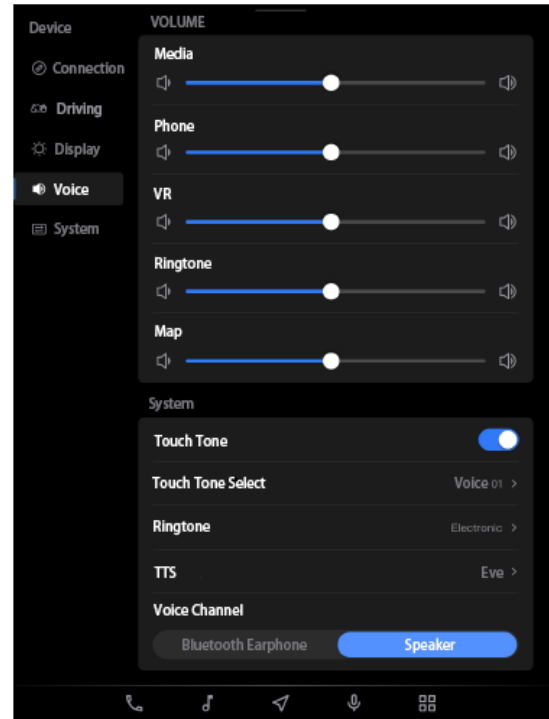 Device
Connection
Driving
Display
Voice
System
VOLUME
Media
Phone
VR
Ringtone
Map
System
Touch Tone
Touch Tone Select
Voice 01
Ringtone
Electronic
TTS
Eve
Voice Channel
Bluetooth Earphone
Speaker